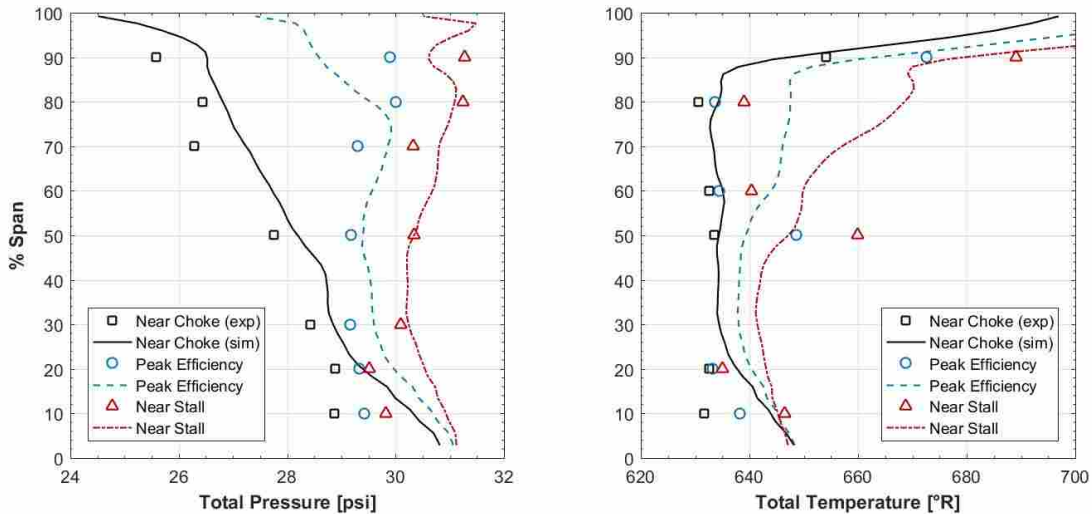 100
90
80
70
60
50
40
30
20
10
0
% Span
24
26
28
30
32
Total Pressure [psi]
Near Choke (exp)
Near Choke (sim)
Peak Efficiency
Peak Efficiency
Near Stall
Near Stall
100
90
80
70
60
50
40
30
20
10
0
620
640
660
680
700
Total Temperature [°R]
Near Choke (exp)
Near Choke (sim)
Peak Efficiency
Peak Efficiency
Near Stall
Near Stall